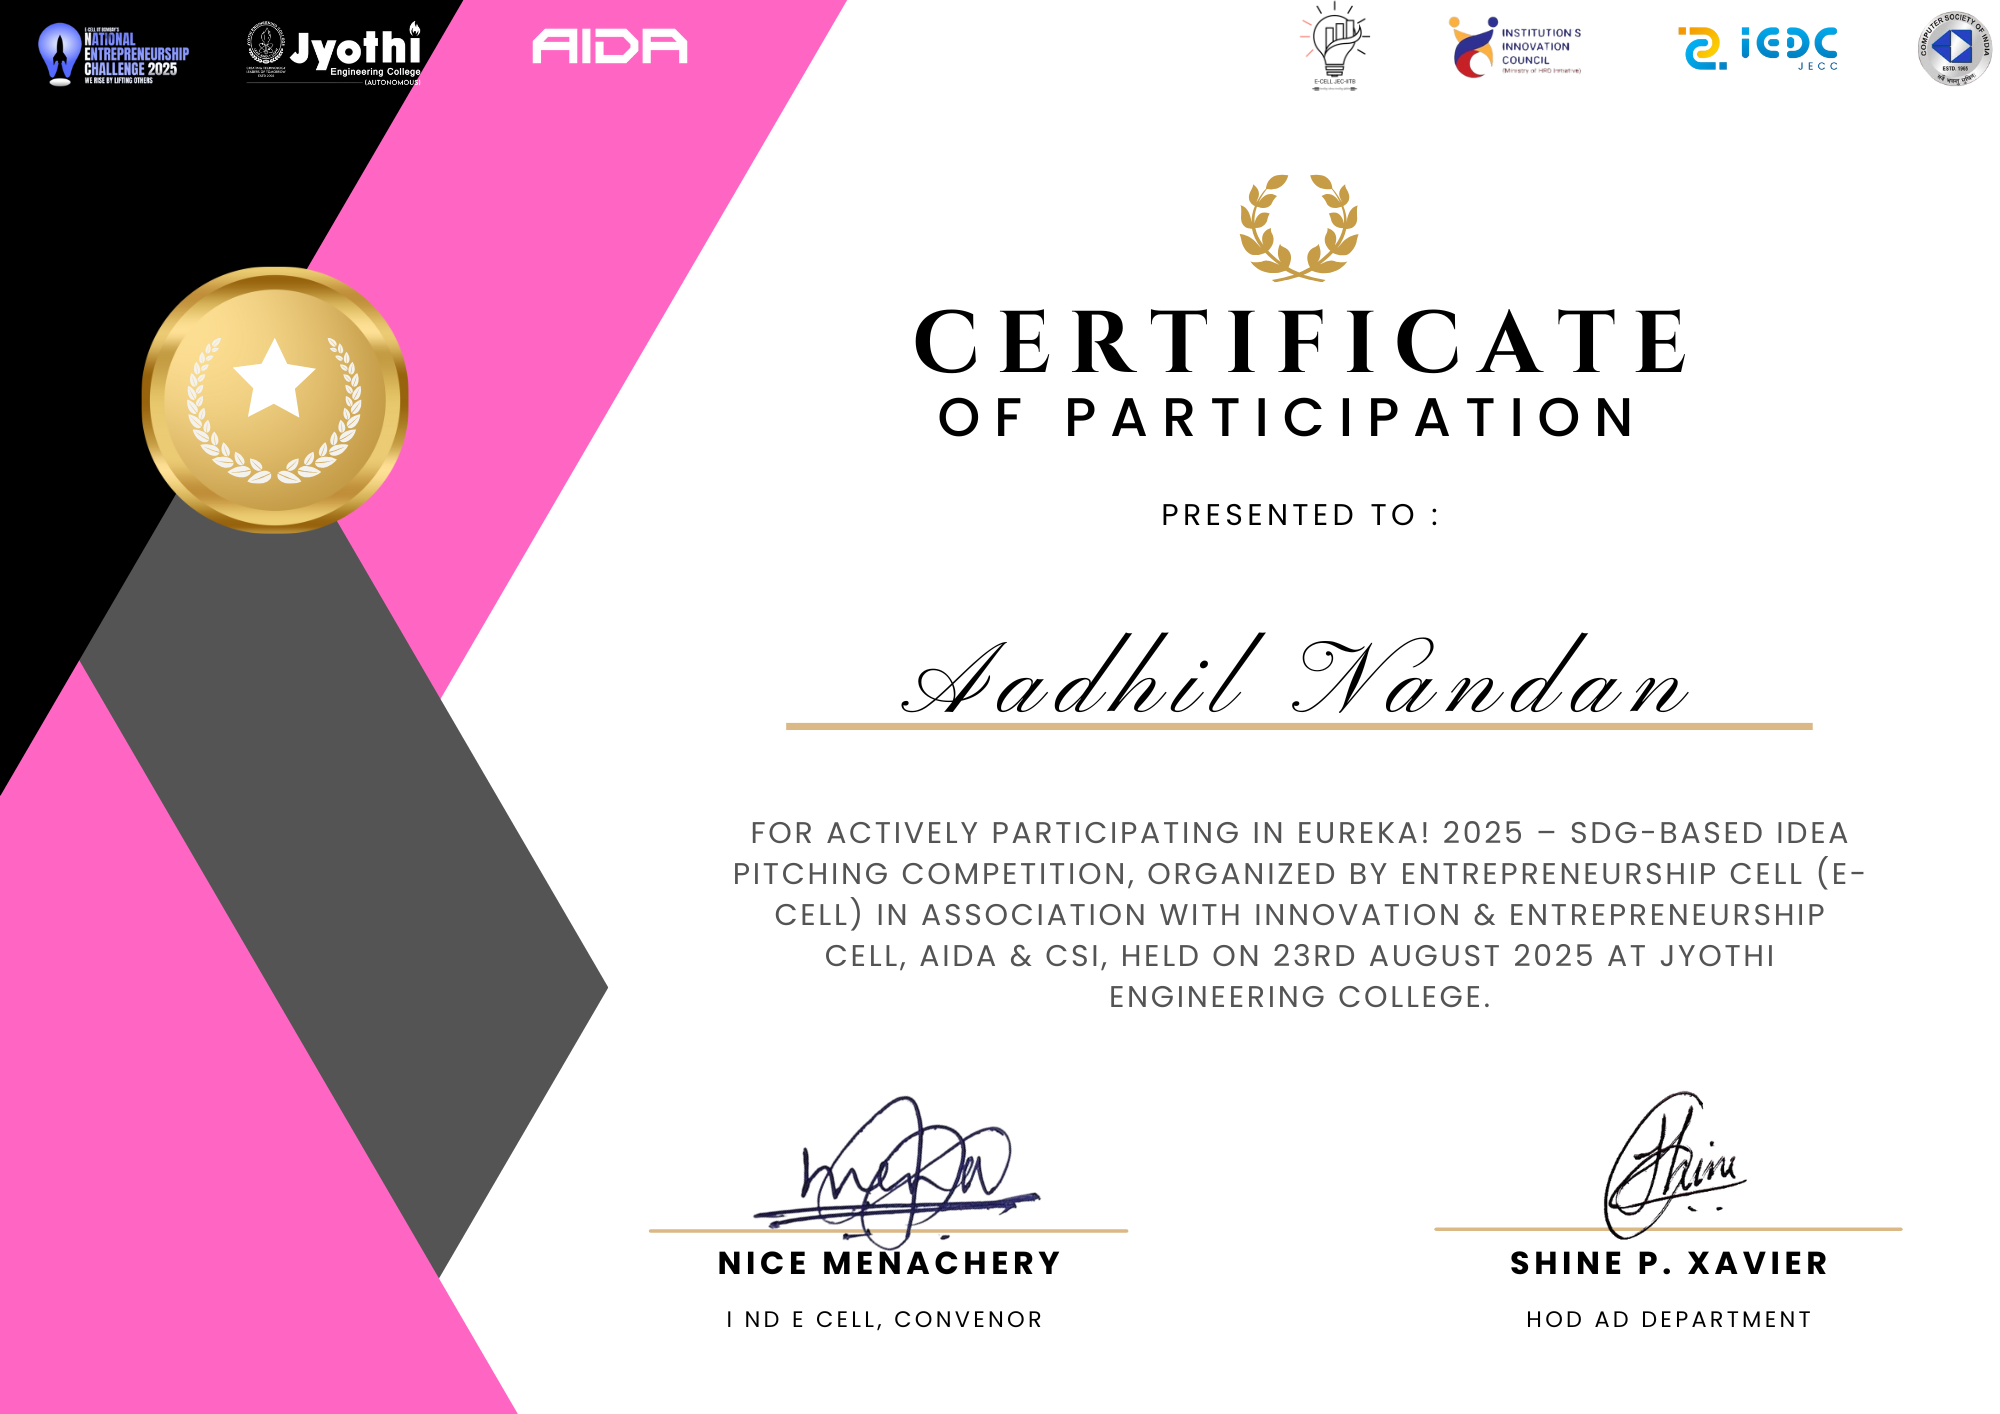 I-CELL IIT BOMBAY'S
NATIONAL
ENTREPRENEURSHIP
CHALLENGE 2025
WE RISE BY LIFTING OTHERS
Jyothi
Engineering College
(AUTONOMOUS)
AIDA
E-CELL JEC-IITB
INSTITUTION'S
INNOVATION
COUNCIL
(Ministry of HRD Initiative)
iEDC
JECC
COMPUTER SOCIETY OF INDIA
ESTD. 1965
CERTIFICATE
OF PARTICIPATION
PRESENTED TO :
Aadhil Nandan
FOR ACTIVELY PARTICIPATING IN EUREKA! 2025 – SDG-BASED IDEA
PITCHING COMPETITION, ORGANIZED BY ENTREPRENEURSHIP CELL (E-
CELL) IN ASSOCIATION WITH INNOVATION & ENTREPRENEURSHIP
CELL, AIDA & CSI, HELD ON 23RD AUGUST 2025 AT JYOTHI
ENGINEERING COLLEGE.
Shine
NICE MENACHERY
SHINE P. XAVIER
I ND E CELL, CONVENOR
HOD AD DEPARTMENT